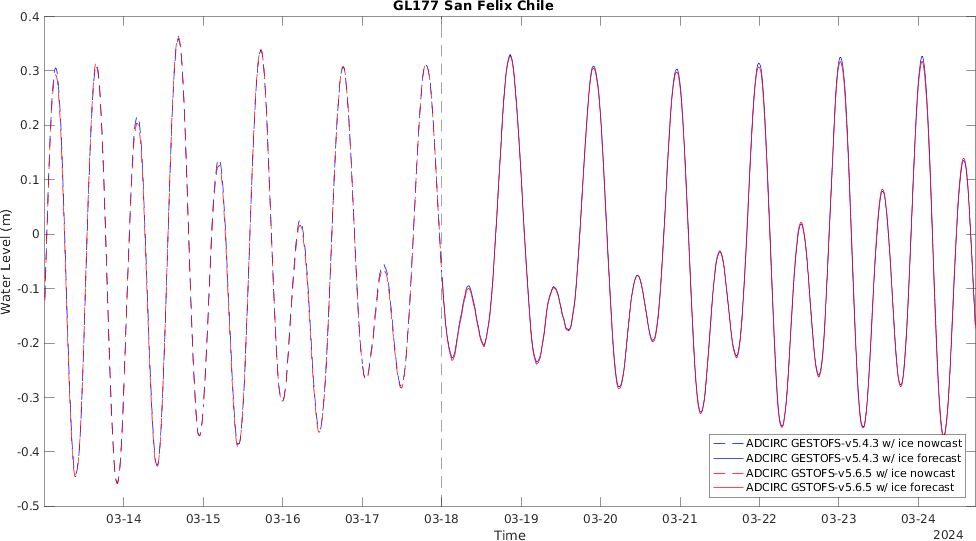 GL177 San Felix Chile
0.4
0.3
0.2
0.1
0
-0.1
-0.2
-0.3
-0.4
-0.5
Water Level (m)
ADCIRC GESTOFS-v5.4.3 w/ ice nowcast
ADCIRC GESTOFS-v5.4.3 w/ ice forecast
ADCIRC GSTOFS-v5.6.5 w/ ice nowcast
ADCIRC GSTOFS-v5.6.5 w/ ice forecast
03-14 03-15 03-16 03-17 03-18 03-19 03-20 03-21 03-22 03-23 03-24
Time
2024